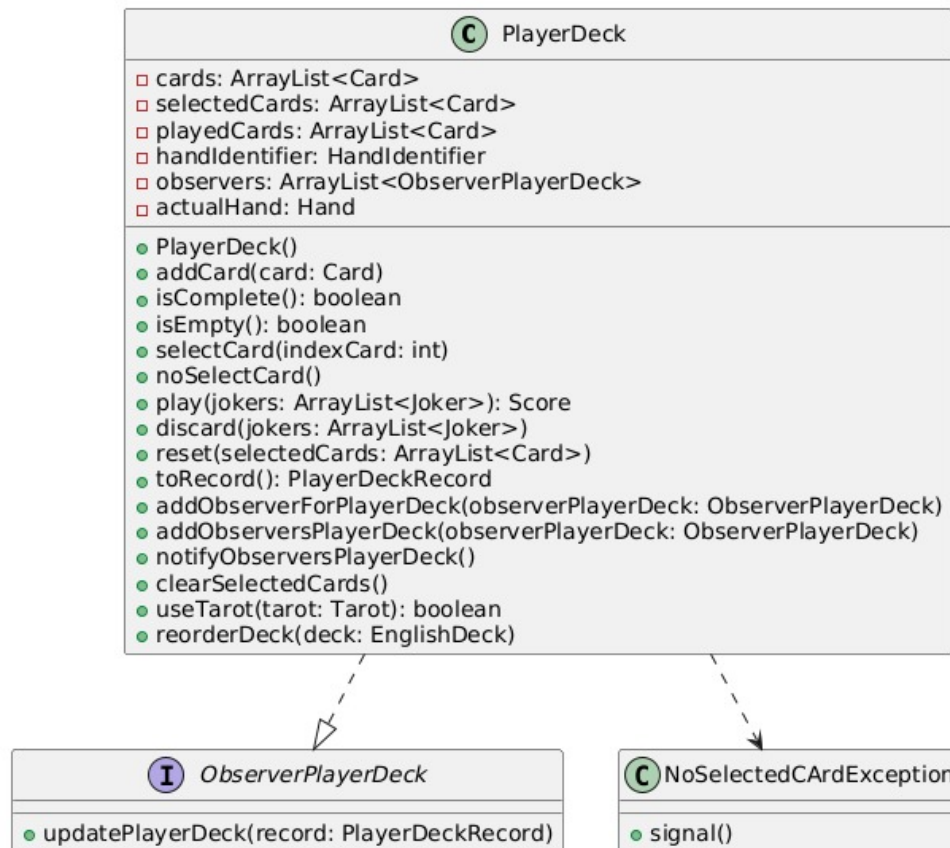 C PlayerDeck
cards: ArrayList<Card>
selectedCards: ArrayList<Card>
playedCards: ArrayList<Card>
handIdentifier: HandIdentifier
observers: ArrayList<ObserverPlayerDeck>
actualHand: Hand
PlayerDeck()
addCard(card: Card)
isComplete(): boolean
isEmpty(): boolean
selectCard(indexCard: int)
noSelectCard()
play(jokers: ArrayList<Joker>): Score
discard(jokers: ArrayList<Joker>)
reset(selectedCards: ArrayList<Card>)
toRecord(): PlayerDeckRecord
addObserverForPlayerDeck(observerPlayerDeck: ObserverPlayerDeck)
addObserversPlayerDeck(observerPlayerDeck: ObserverPlayerDeck)
notifyObserversPlayerDeck()
clearSelectedCards()
useTarot(tarot: Tarot): boolean
reorderDeck(deck: EnglishDeck)
I ObserverPlayerDeck
updatePlayerDeck(record: PlayerDeckRecord)
C NoSelectedCArdException
signal()